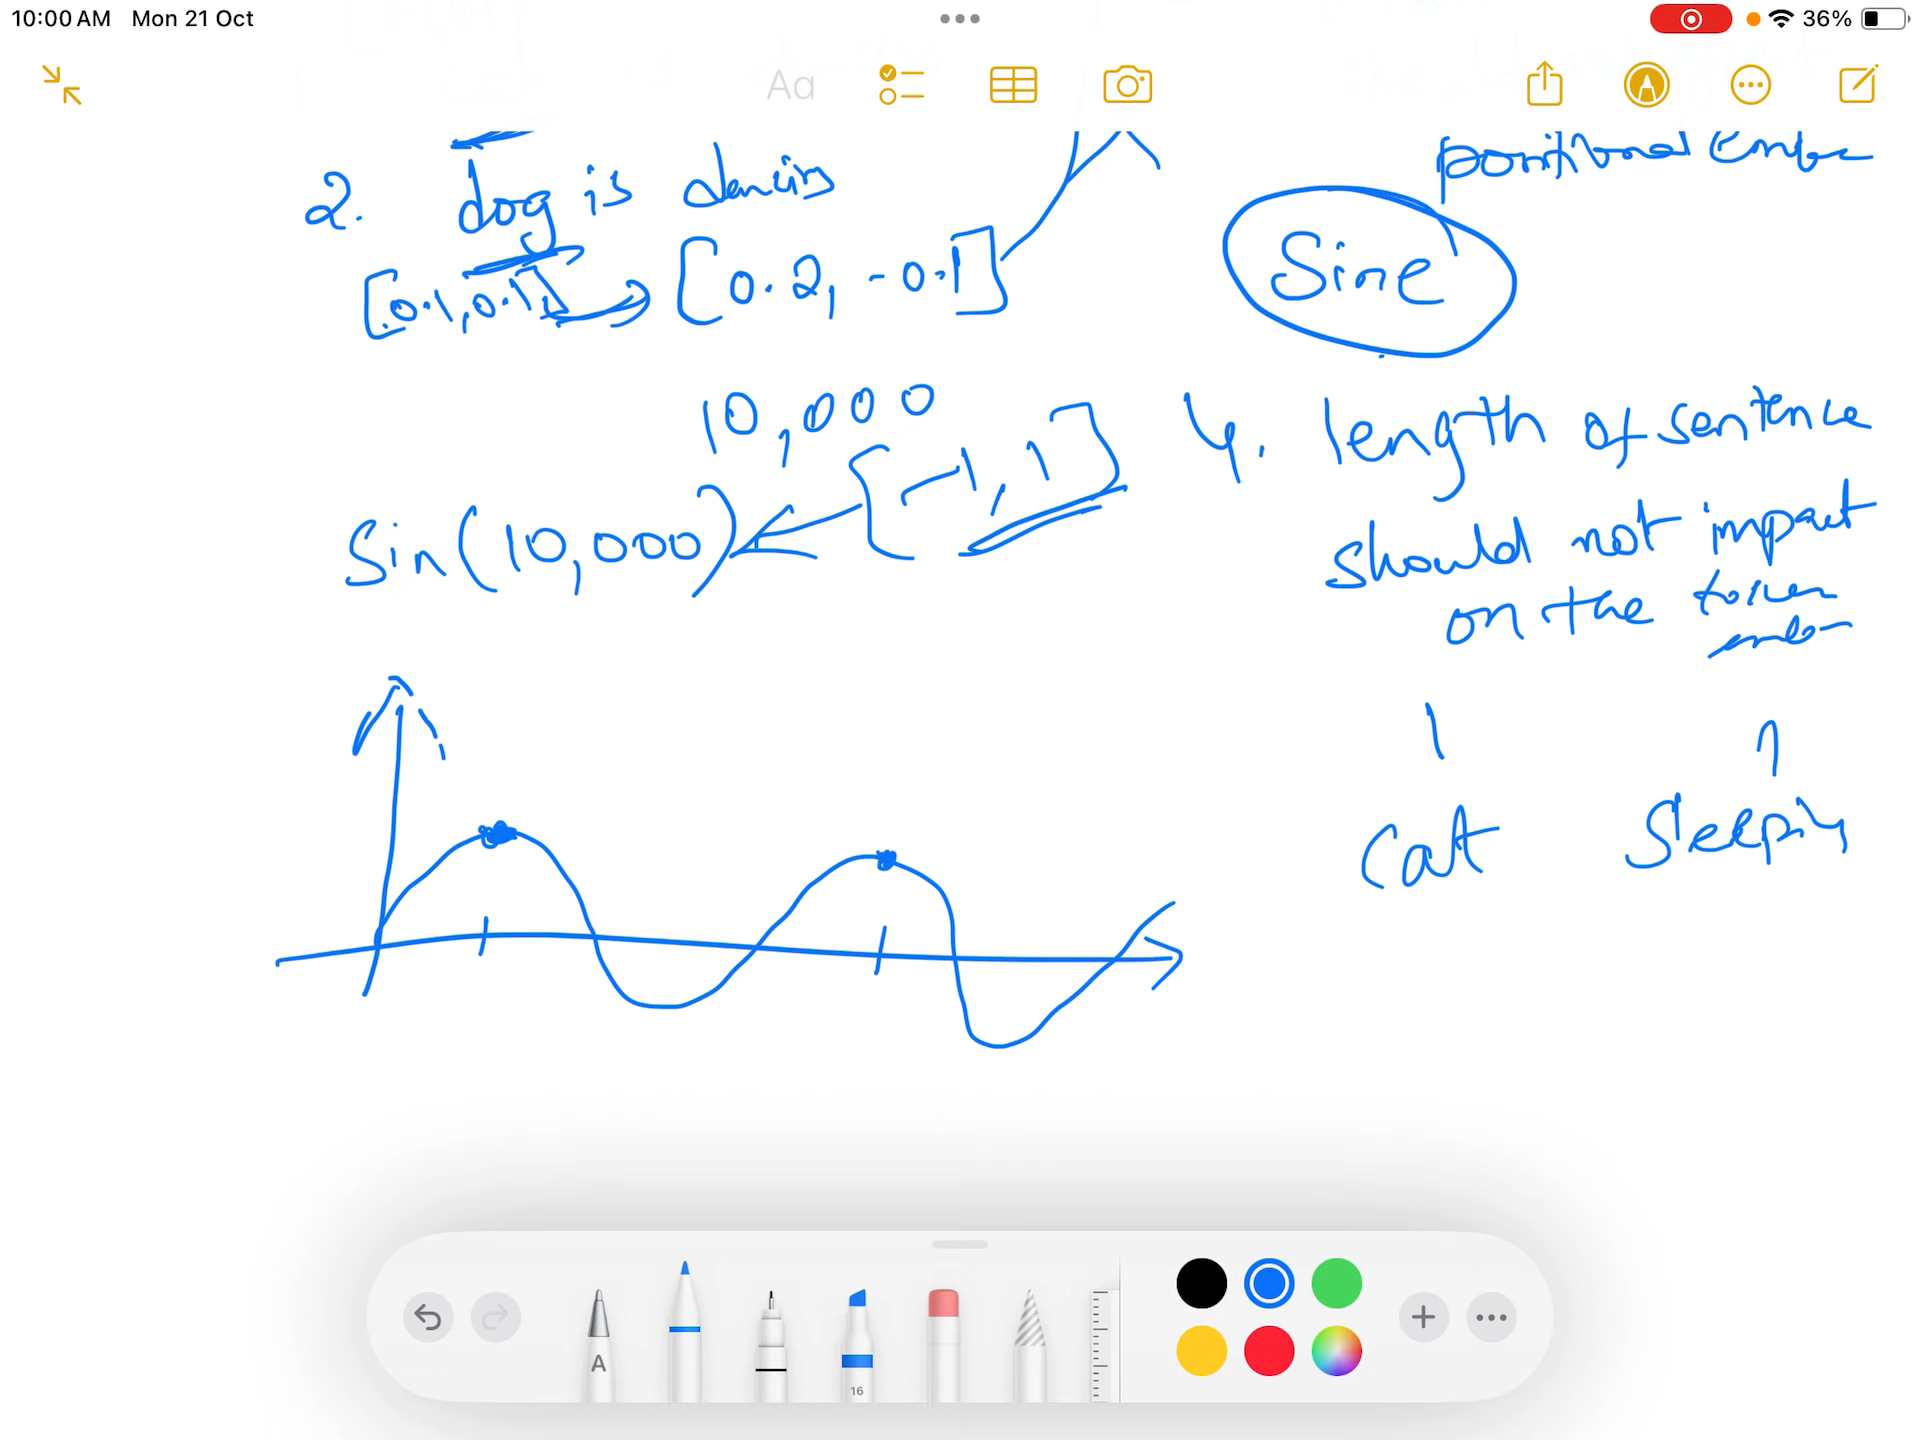 10:00 AM Mon 21 Oct
36%
Aa
positional embe
2. dog is dancing
[0.1, 0.1] [0.2, -0.1]
Sine
10,000
[-1, 1]
Sin(10,000)
4. length of sentence
should not impact
on the token
Cat
A
16